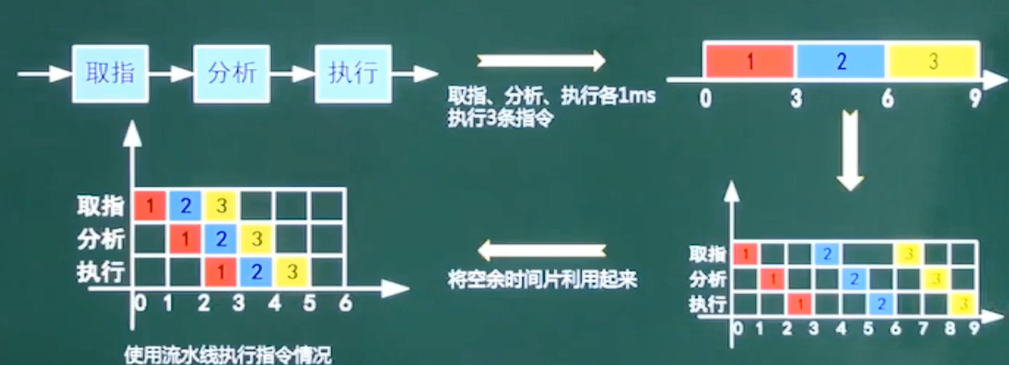 取指 分析 执行
取指、分析、执行各1ms
执行3条指令
1 2 3
0 3 6 9
取指 1 2 3
分析 1 2 3
执行 1 2 3
0 1 2 3 4 5 6
使用流水线执行指令情况
将空余时间片利用起来
取指 1 2 3
分析 1 2 3
执行 1 2 3
0 1 2 3 4 5 6 7 8 9